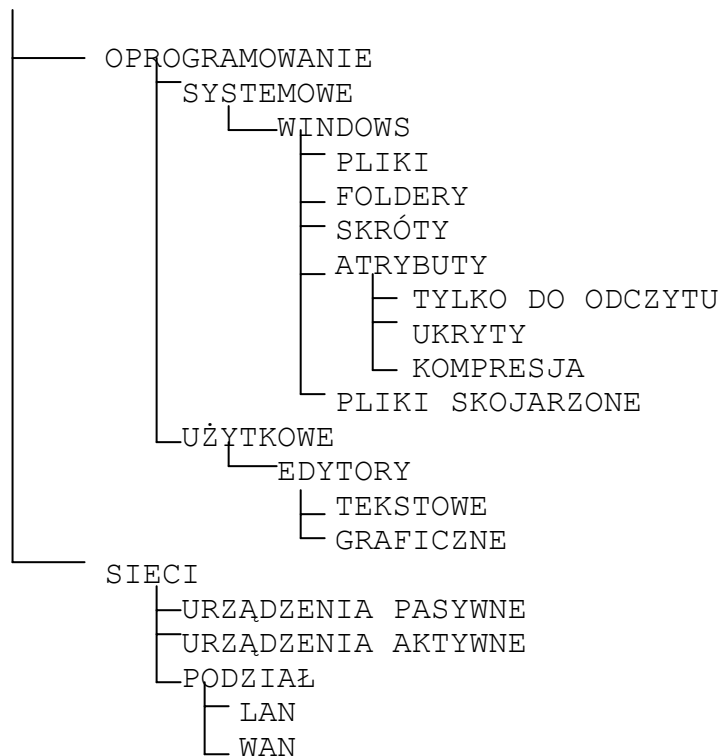 OPROGRAMOWANIE
SYSTEMOWE
WINDOWS
PLIKI
FOLDERY
SKRÓTY
ATRYBUTY
TYLKO DO ODCZYTU
UKRYTY
KOMPRESJA
PLIKI SKOJARZONE
UŻYTKOWE
EDYTORY
TEKSTOWE
GRAFICZNE
SIECI
URZĄDZENIA PASYWNE
URZĄDZENIA AKTYWNE
PODZIAŁ
LAN
WAN